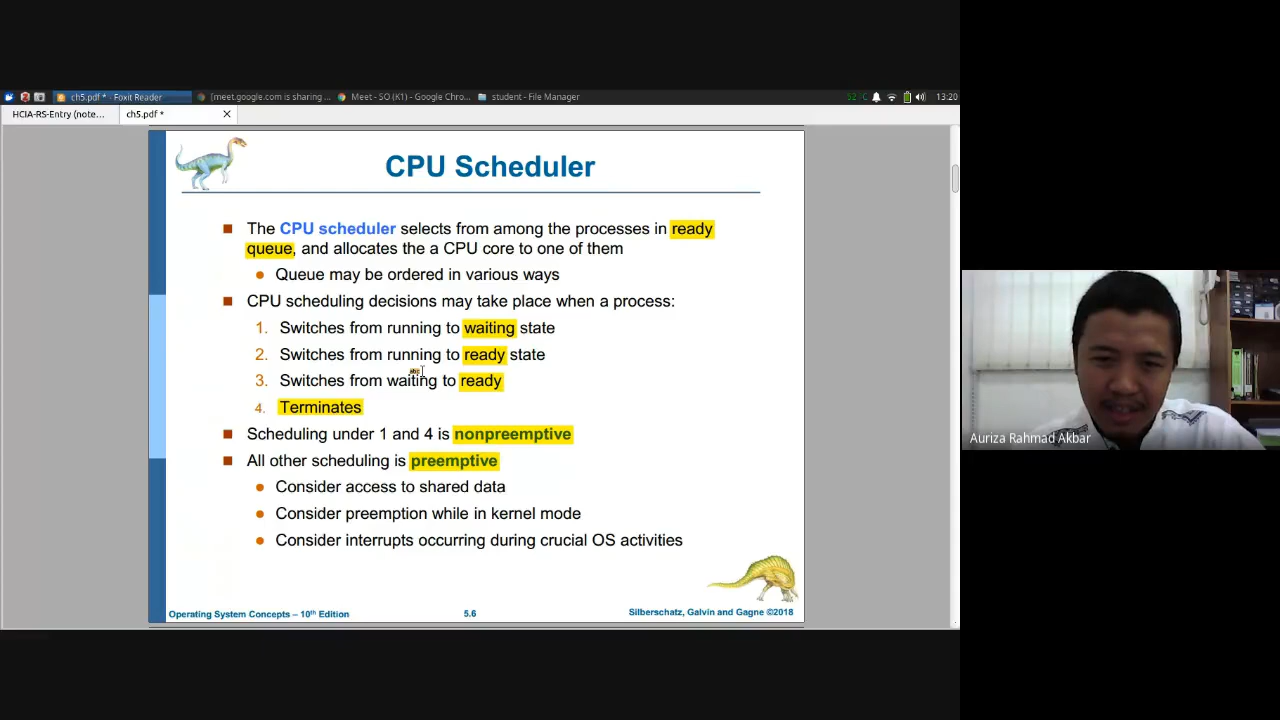 ch5.pdf * - Foxit Reader
[meet.google.com is sharing ...
Meet - SO (K1) - Google Chro...
student - File Manager
52°C
13:20
HCIA-RS-Entry (note...
ch5.pdf *
CPU Scheduler
The CPU scheduler selects from among the processes in ready
queue, and allocates the a CPU core to one of them
Queue may be ordered in various ways
CPU scheduling decisions may take place when a process:
1. Switches from running to waiting state
2. Switches from running to ready state
3. Switches from waiting to ready
4. Terminates
Scheduling under 1 and 4 is nonpreemptive
All other scheduling is preemptive
Consider access to shared data
Consider preemption while in kernel mode
Consider interrupts occurring during crucial OS activities
Operating System Concepts – 10th Edition
5.6
Silberschatz, Galvin and Gagne ©2018
Auriza Rahmad Akbar